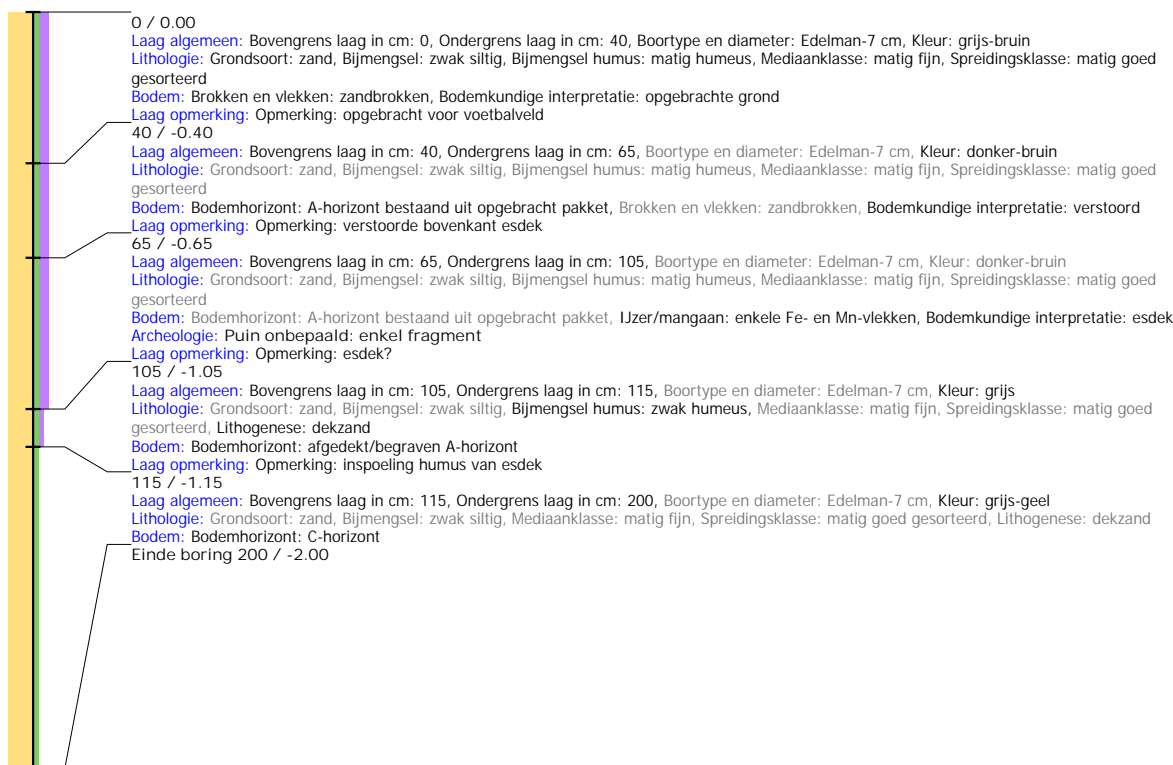 0 / 0.00
Laag algemeen: Bovengrens laag in cm: 0, Ondergrens laag in cm: 40, Boortype en diameter: Edelman-7 cm, Kleur: grijs-bruin
Lithologie: Grondsoort: zand, Bijmengsel: zwak siltig, Bijmengsel humus: matig humeus, Mediaanklasse: matig fijn, Spreidingsklasse: matig goed
gesorteerd
Bodem: Brokken en vlekken: zandbrokken, Bodemkundige interpretatie: opgebrachte grond
Laag opmerking: Opmerking: opgebracht voor voetbalveld
40 / -0.40
Laag algemeen: Bovengrens laag in cm: 40, Ondergrens laag in cm: 65, Boortype en diameter: Edelman-7 cm, Kleur: donker-bruin
Lithologie: Grondsoort: zand, Bijmengsel: zwak siltig, Bijmengsel humus: matig humeus, Mediaanklasse: matig fijn, Spreidingsklasse: matig goed
gesorteerd
Bodem: Bodemhorizont: A-horizont bestaand uit opgebracht pakket, Brokken en vlekken: zandbrokken, Bodemkundige interpretatie: verstoord
Laag opmerking: Opmerking: verstoorde bovenkant esdek
65 / -0.65
Laag algemeen: Bovengrens laag in cm: 65, Ondergrens laag in cm: 105, Boortype en diameter: Edelman-7 cm, Kleur: donker-bruin
Lithologie: Grondsoort: zand, Bijmengsel: zwak siltig, Bijmengsel humus: matig humeus, Mediaanklasse: matig fijn, Spreidingsklasse: matig goed
gesorteerd
Bodem: Bodemhorizont: A-horizont bestaand uit opgebracht pakket, IJzer/mangaan: enkele Fe- en Mn-vlekken, Bodemkundige interpretatie: esdek
Archeologie: Puin onbepaald: enkel fragment
Laag opmerking: Opmerking: esdek?
105 / -1.05
Laag algemeen: Bovengrens laag in cm: 105, Ondergrens laag in cm: 115, Boortype en diameter: Edelman-7 cm, Kleur: grijs
Lithologie: Grondsoort: zand, Bijmengsel: zwak siltig, Bijmengsel humus: zwak humeus, Mediaanklasse: matig fijn, Spreidingsklasse: matig goed
gesorteerd, Lithogenese: dekzand
Bodem: Bodemhorizont: afgedekt/begraven A-horizont
Laag opmerking: Opmerking: inspoeling humus van esdek
115 / -1.15
Laag algemeen: Bovengrens laag in cm: 115, Ondergrens laag in cm: 200, Boortype en diameter: Edelman-7 cm, Kleur: grijs-geel
Lithologie: Grondsoort: zand, Bijmengsel: zwak siltig, Mediaanklasse: matig fijn, Spreidingsklasse: matig goed gesorteerd, Lithogenese: dekzand
Bodem: Bodemhorizont: C-horizont
Einde boring 200 / -2.00